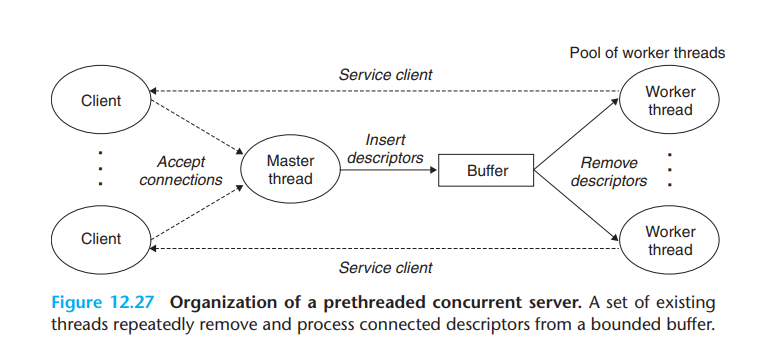 Pool of worker threads
Service client
Client
Worker
thread
Insert
descriptors
Accept
connections
Master
thread
Buffer
Remove
descriptors
Client
Worker
thread
Service client
Figure 12.27 Organization of a prethreaded concurrent server. A set of existing
threads repeatedly remove and process connected descriptors from a bounded buffer.